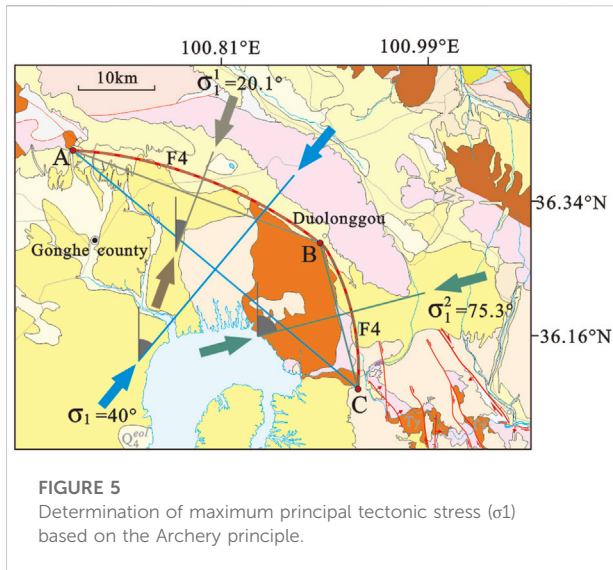 100.81°E
100.99°E
10km
σ₁¹=20.1°
A
F4
36.34°N
Duolonggou
Gonghe county
B
σ₁²=75.3°
F4
36.16°N
σ₁=40°
C
Q₄ᵉᵒˡ
FIGURE 5
Determination of maximum principal tectonic stress (σ1)
based on the Archery principle.